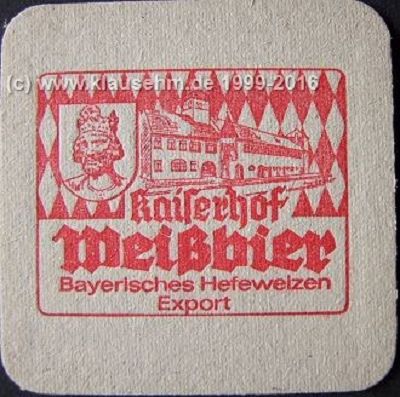 (c) www.klausehm.de 1999-2016
Kaiserhof
Weißbier
Bayerisches Hefeweizen
Export